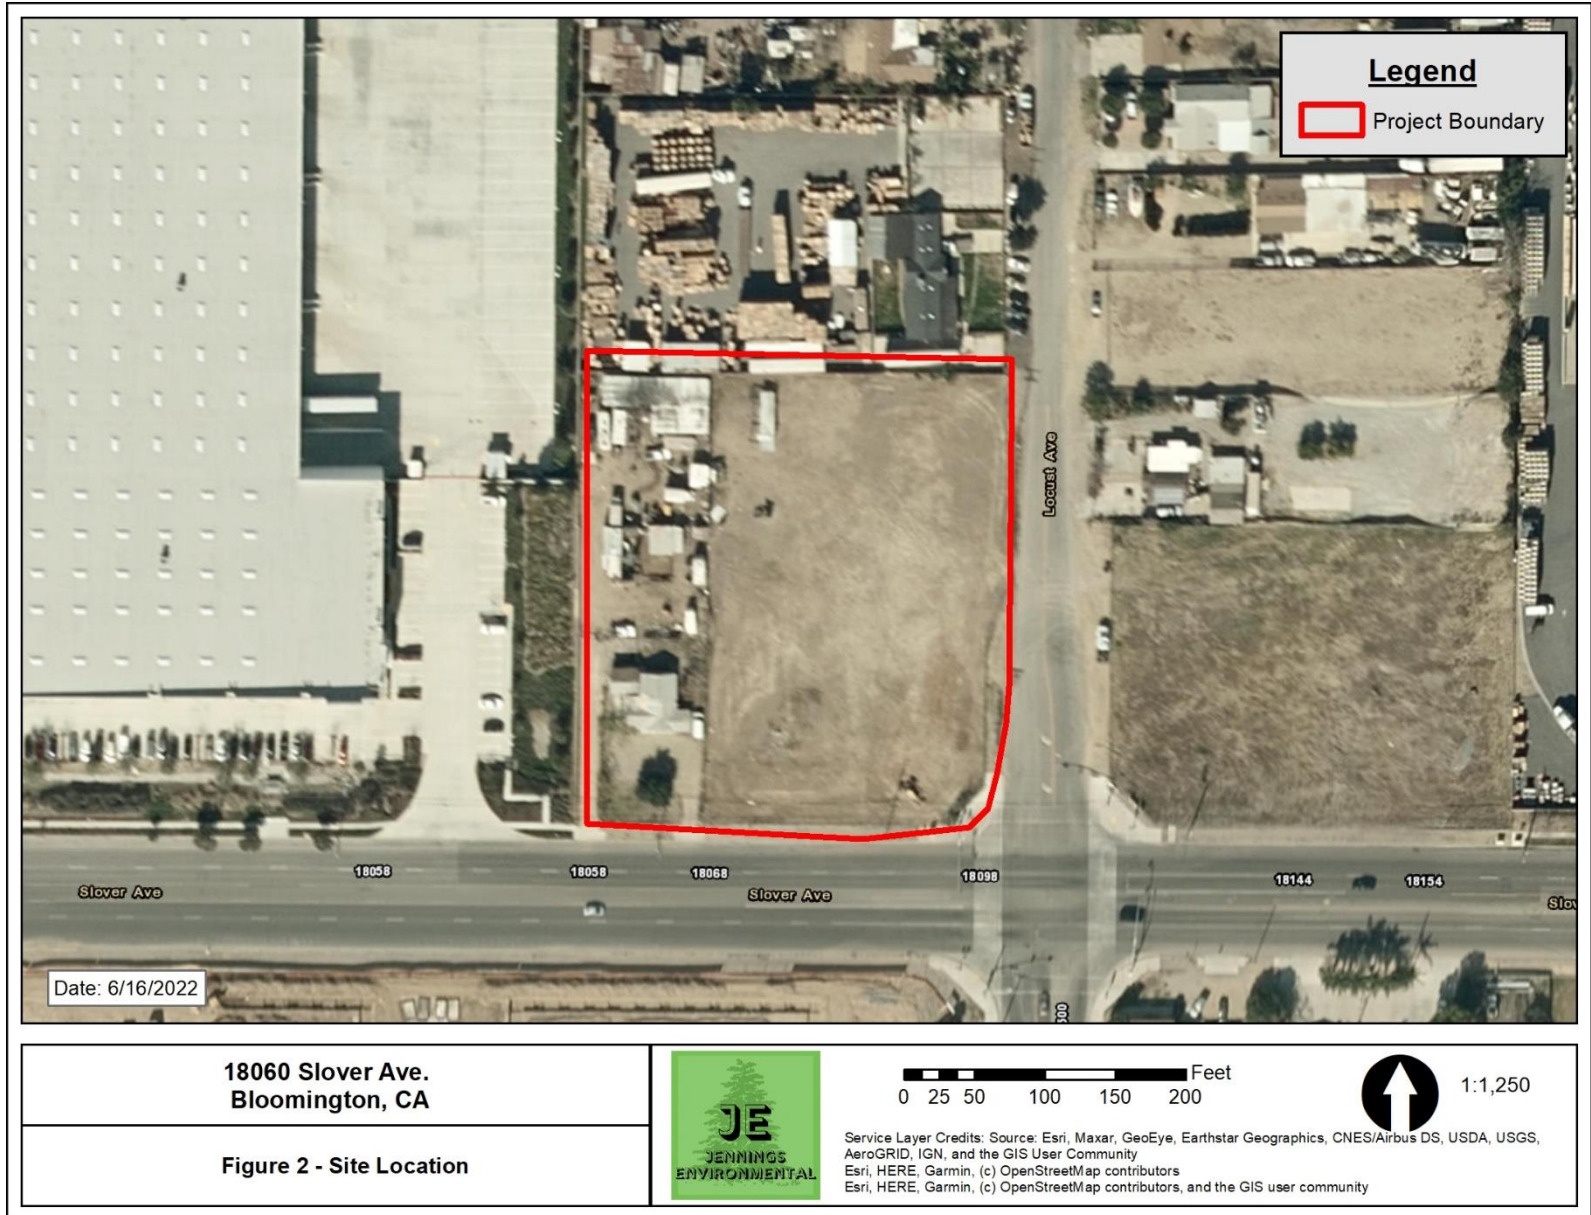 Legend
Project Boundary
Locust Ave
18058
18058
18068
18098
18144
18154
Slover Ave
Slover Ave
Slov
Date: 6/16/2022
18060 Slover Ave.
Bloomington, CA
Figure 2 - Site Location
JE
JENNINGS
ENVIRONMENTAL
Feet
0 25 50 100 150 200
1:1,250
Service Layer Credits: Source: Esri, Maxar, GeoEye, Earthstar Geographics, CNES/Airbus DS, USDA, USGS,
AeroGRID, IGN, and the GIS User Community
Esri, HERE, Garmin, (c) OpenStreetMap contributors
Esri, HERE, Garmin, (c) OpenStreetMap contributors, and the GIS user community